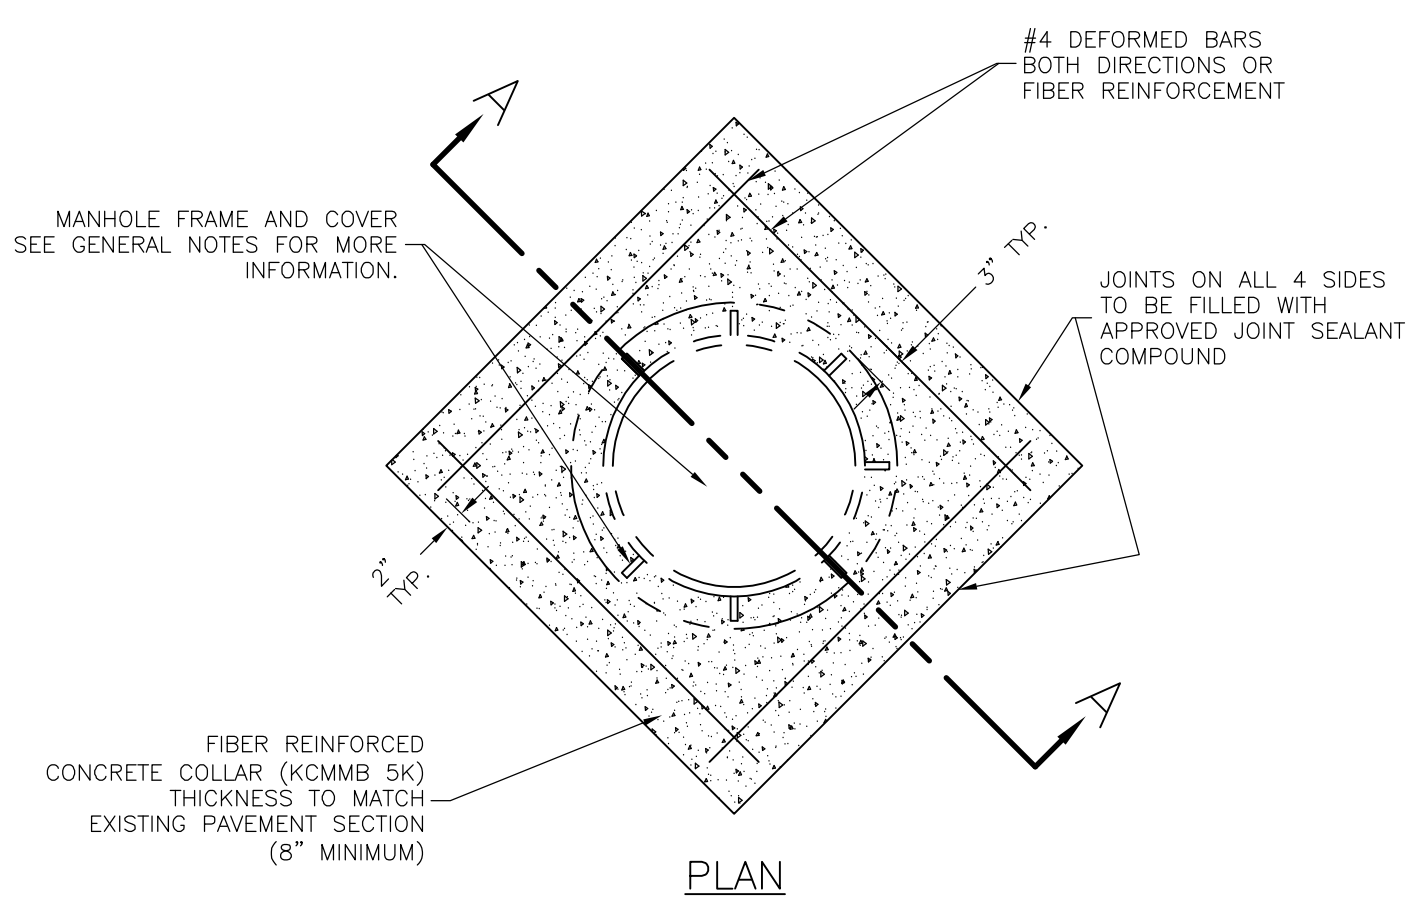 #4 DEFORMED BARS
BOTH DIRECTIONS OR
FIBER REINFORCEMENT
A
MANHOLE FRAME AND COVER
SEE GENERAL NOTES FOR MORE
INFORMATION.
3" TYP.
JOINTS ON ALL 4 SIDES
TO BE FILLED WITH
APPROVED JOINT SEALANT
COMPOUND
2"
TYP.
A
FIBER REINFORCED
CONCRETE COLLAR (KCMMB 5K)
THICKNESS TO MATCH
EXISTING PAVEMENT SECTION
(8" MINIMUM)
PLAN